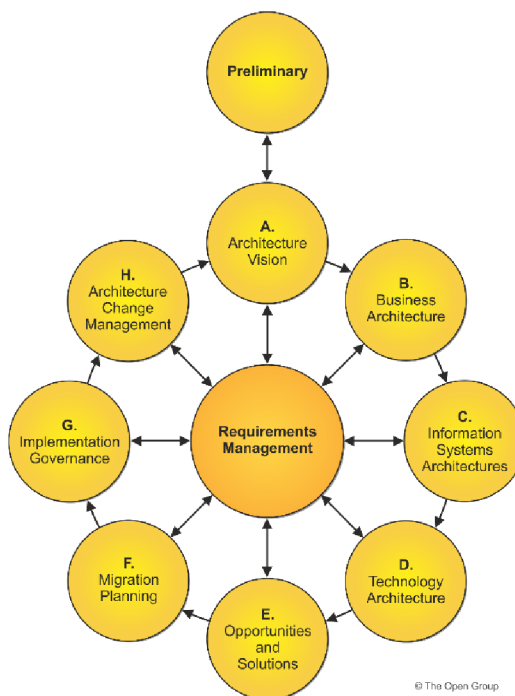 Preliminary
A.
Architecture
Vision
H.
Architecture
Change
Management
B.
Business
Architecture
G.
Implementation
Governance
Requirements
Management
C.
Information
Systems
Architectures
F.
Migration
Planning
D.
Technology
Architecture
E.
Opportunities
and
Solutions
© The Open Group